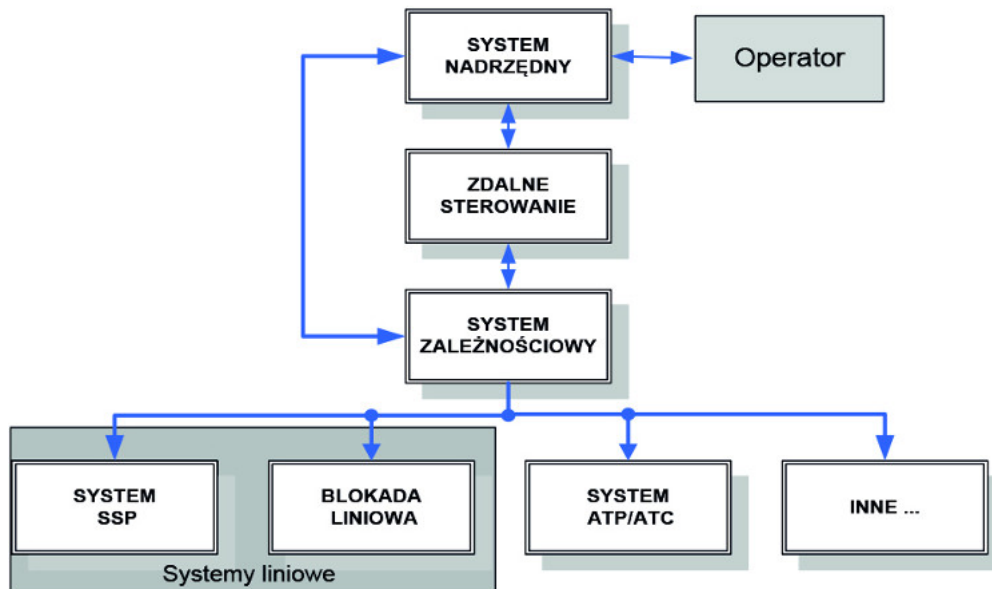 SYSTEM
NADRZĘDNY
Operator
ZDALNE
STEROWANIE
SYSTEM
ZALEŻNOŚCIOWY
SYSTEM
SSP
BLOKADA
LINIOWA
SYSTEM
ATP/ATC
INNE ...
Systemy liniowe